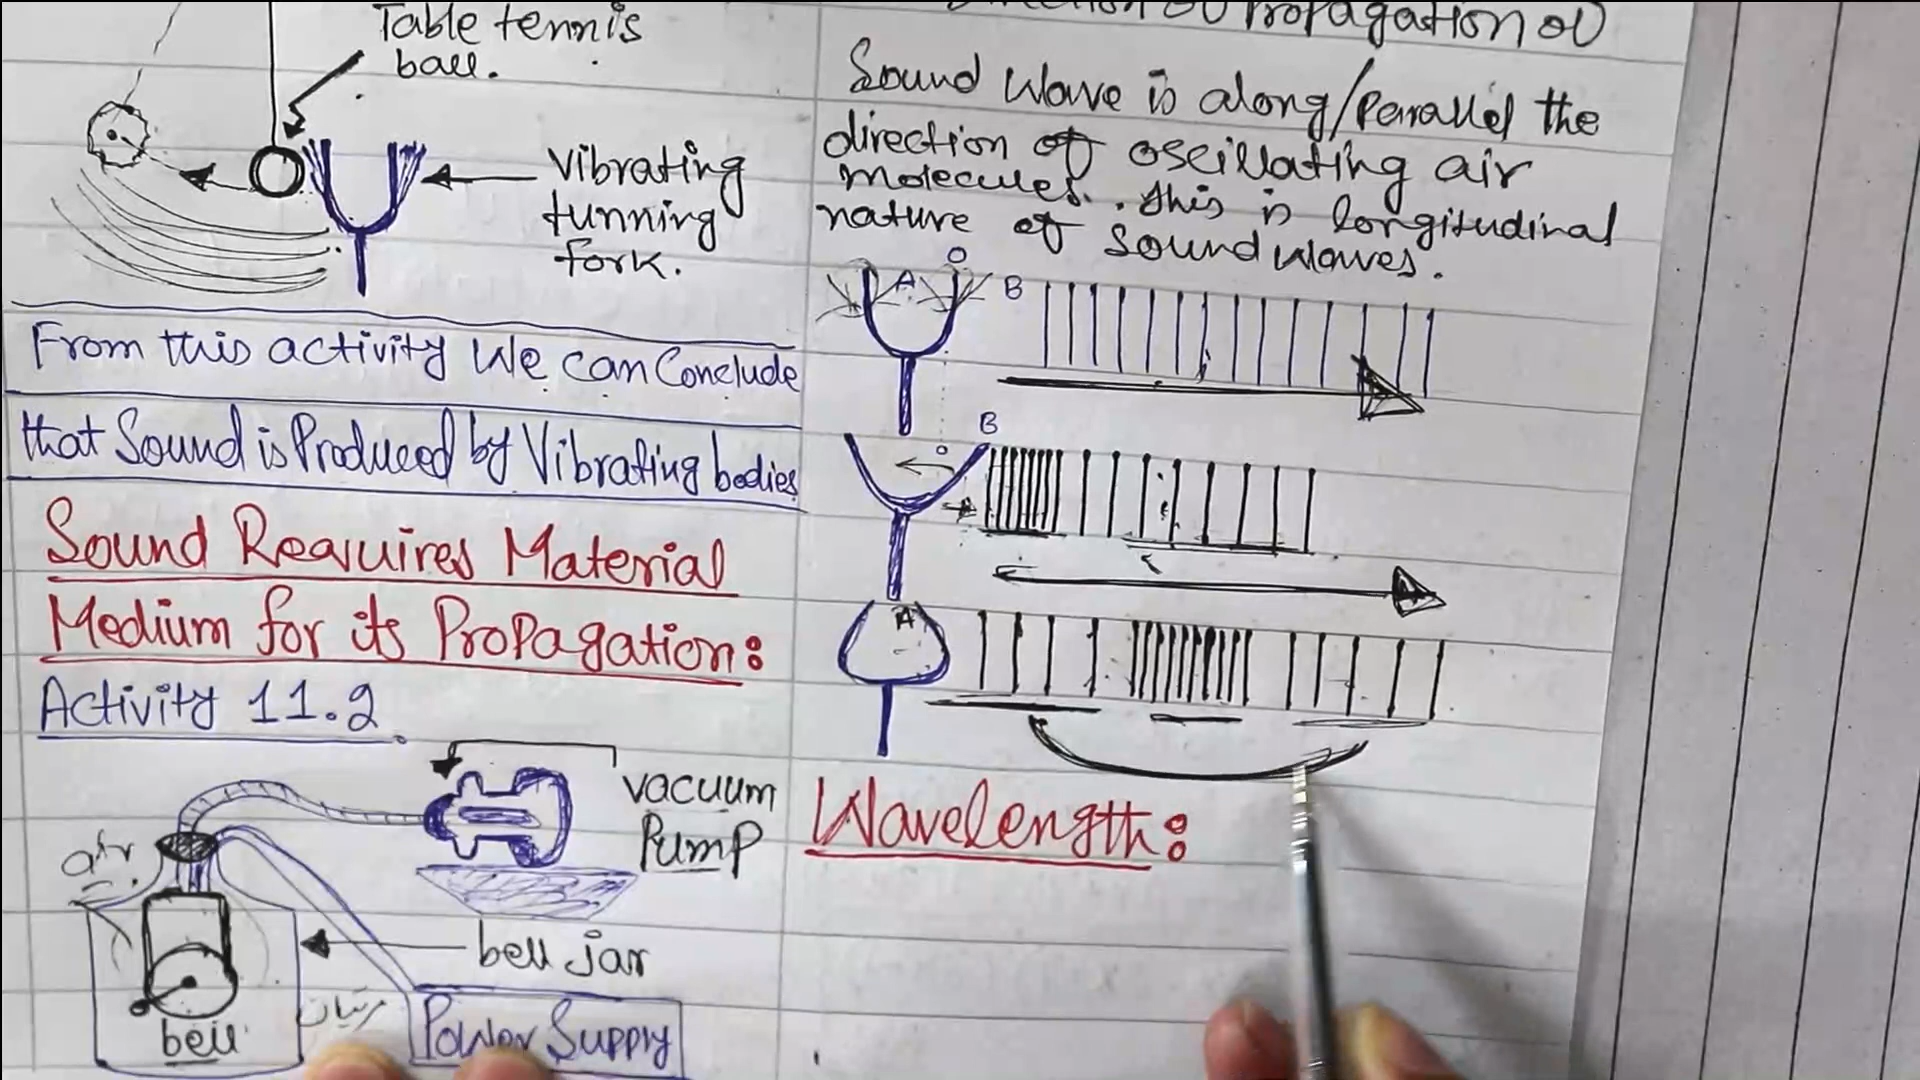 Table tennis
ball.
Vibrating
tunning
fork.
From this activity We can Conclude
that Sound is Produced by Vibrating bodies
Sound Reauires Material
Medium for its Propagation:
Activity 11.2
vacuum
Pump
air
bell jar
مرتبان
bell
Power Supply
Propagation of
Sound Wave is along/Parallel the
direction of oscillating air
molecules. This is longitudinal
nature of Sound waves.
A
O
B
B
o
A
Wavelength: